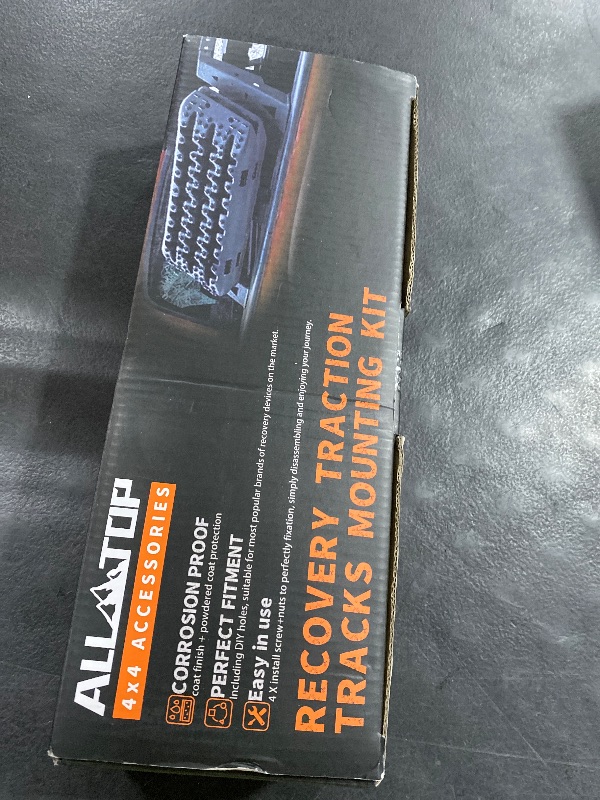 ALL TOP
4x4 ACCESSORIES
CORROSION PROOF
coat finish + powdered coat protection
PERFECT FITMENT
Including DIY holes, suitable for most popular brands of recovery devices on the market.
Easy in use
4 X install screw+nuts to perfectly fixation, simply disassembling and enjoying your journey.
RECOVERY TRACTION
TRACKS MOUNTING KIT